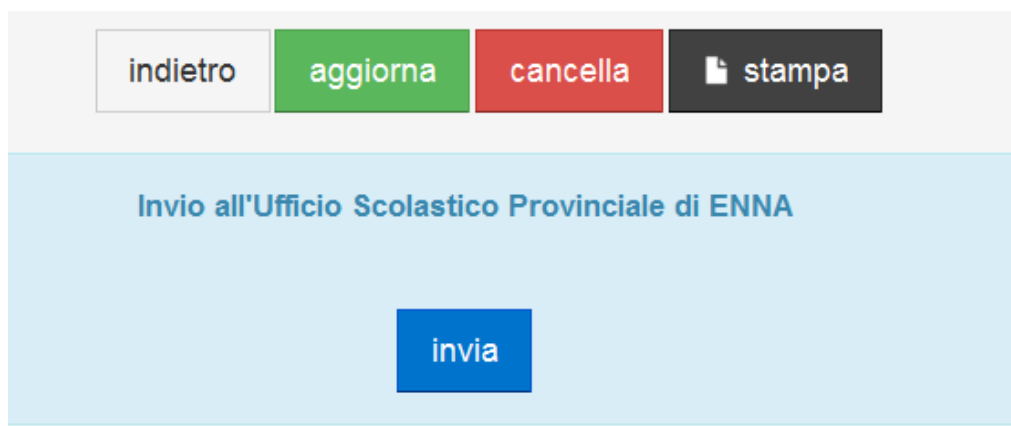 indietro aggiorna cancella stampa
Invio all'Ufficio Scolastico Provinciale di ENNA
invia